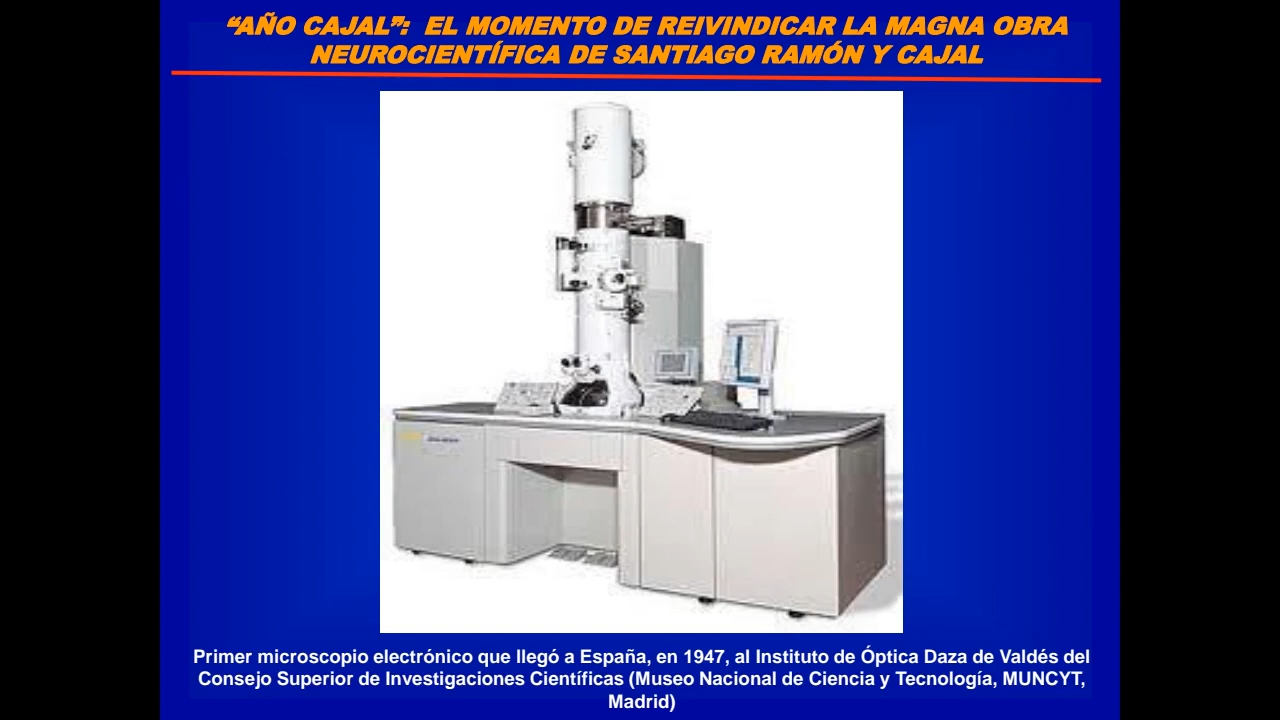 “AÑO CAJAL”: EL MOMENTO DE REIVINDICAR LA MAGNA OBRA
NEUROCIENTÍFICA DE SANTIAGO RAMÓN Y CAJAL
Primer microscopio electrónico que llegó a España, en 1947, al Instituto de Óptica Daza de Valdés del
Consejo Superior de Investigaciones Científicas (Museo Nacional de Ciencia y Tecnología, MUNCYT,
Madrid)